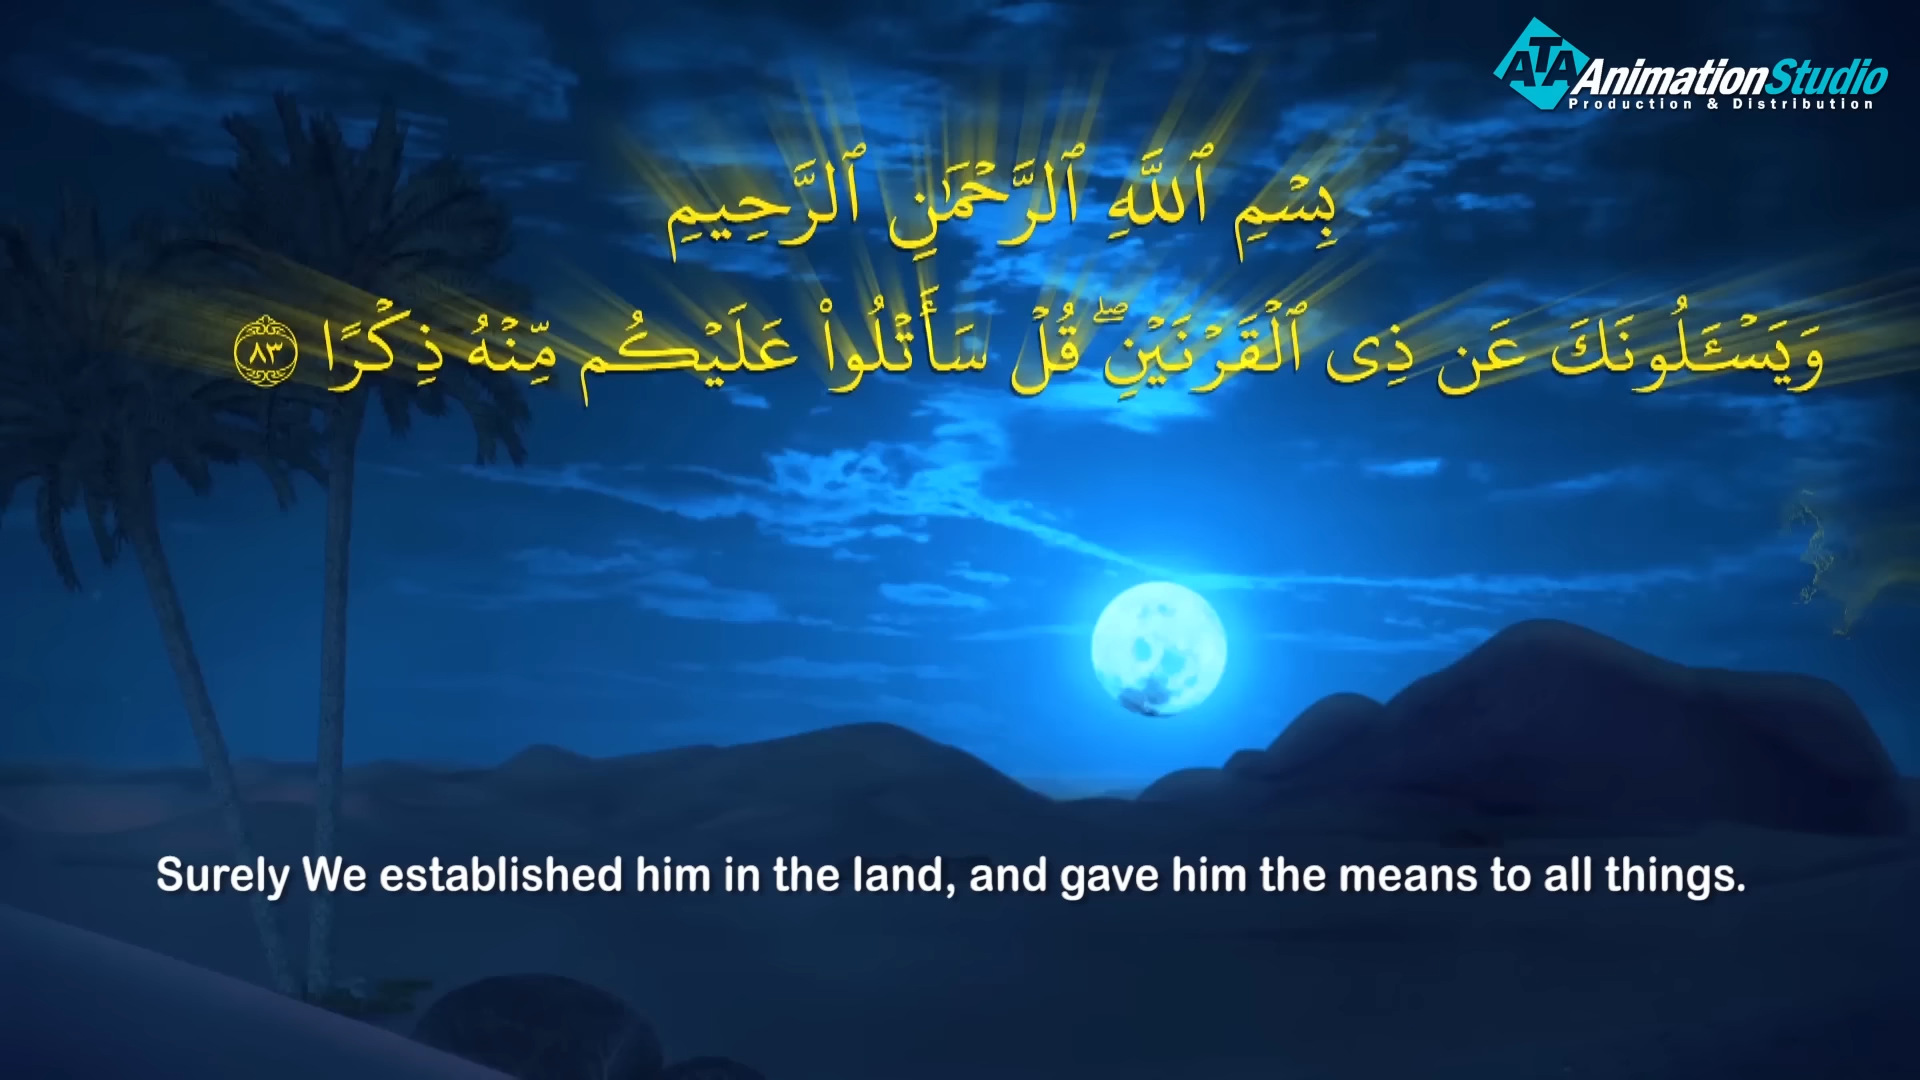 ATA AnimationStudio
Production & Distribution
بِسْمِ ٱللَّهِ ٱلرَّحْمَٰنِ ٱلرَّحِيمِ
وَيَسْـَٔلُونَكَ عَن ذِى ٱلْقَرْنَيْنِ ۖ قُلْ سَأَتْلُوا۟ عَلَيْكُم مِّنْهُ ذِكْرًا ٨٣
Surely We established him in the land, and gave him the means to all things.